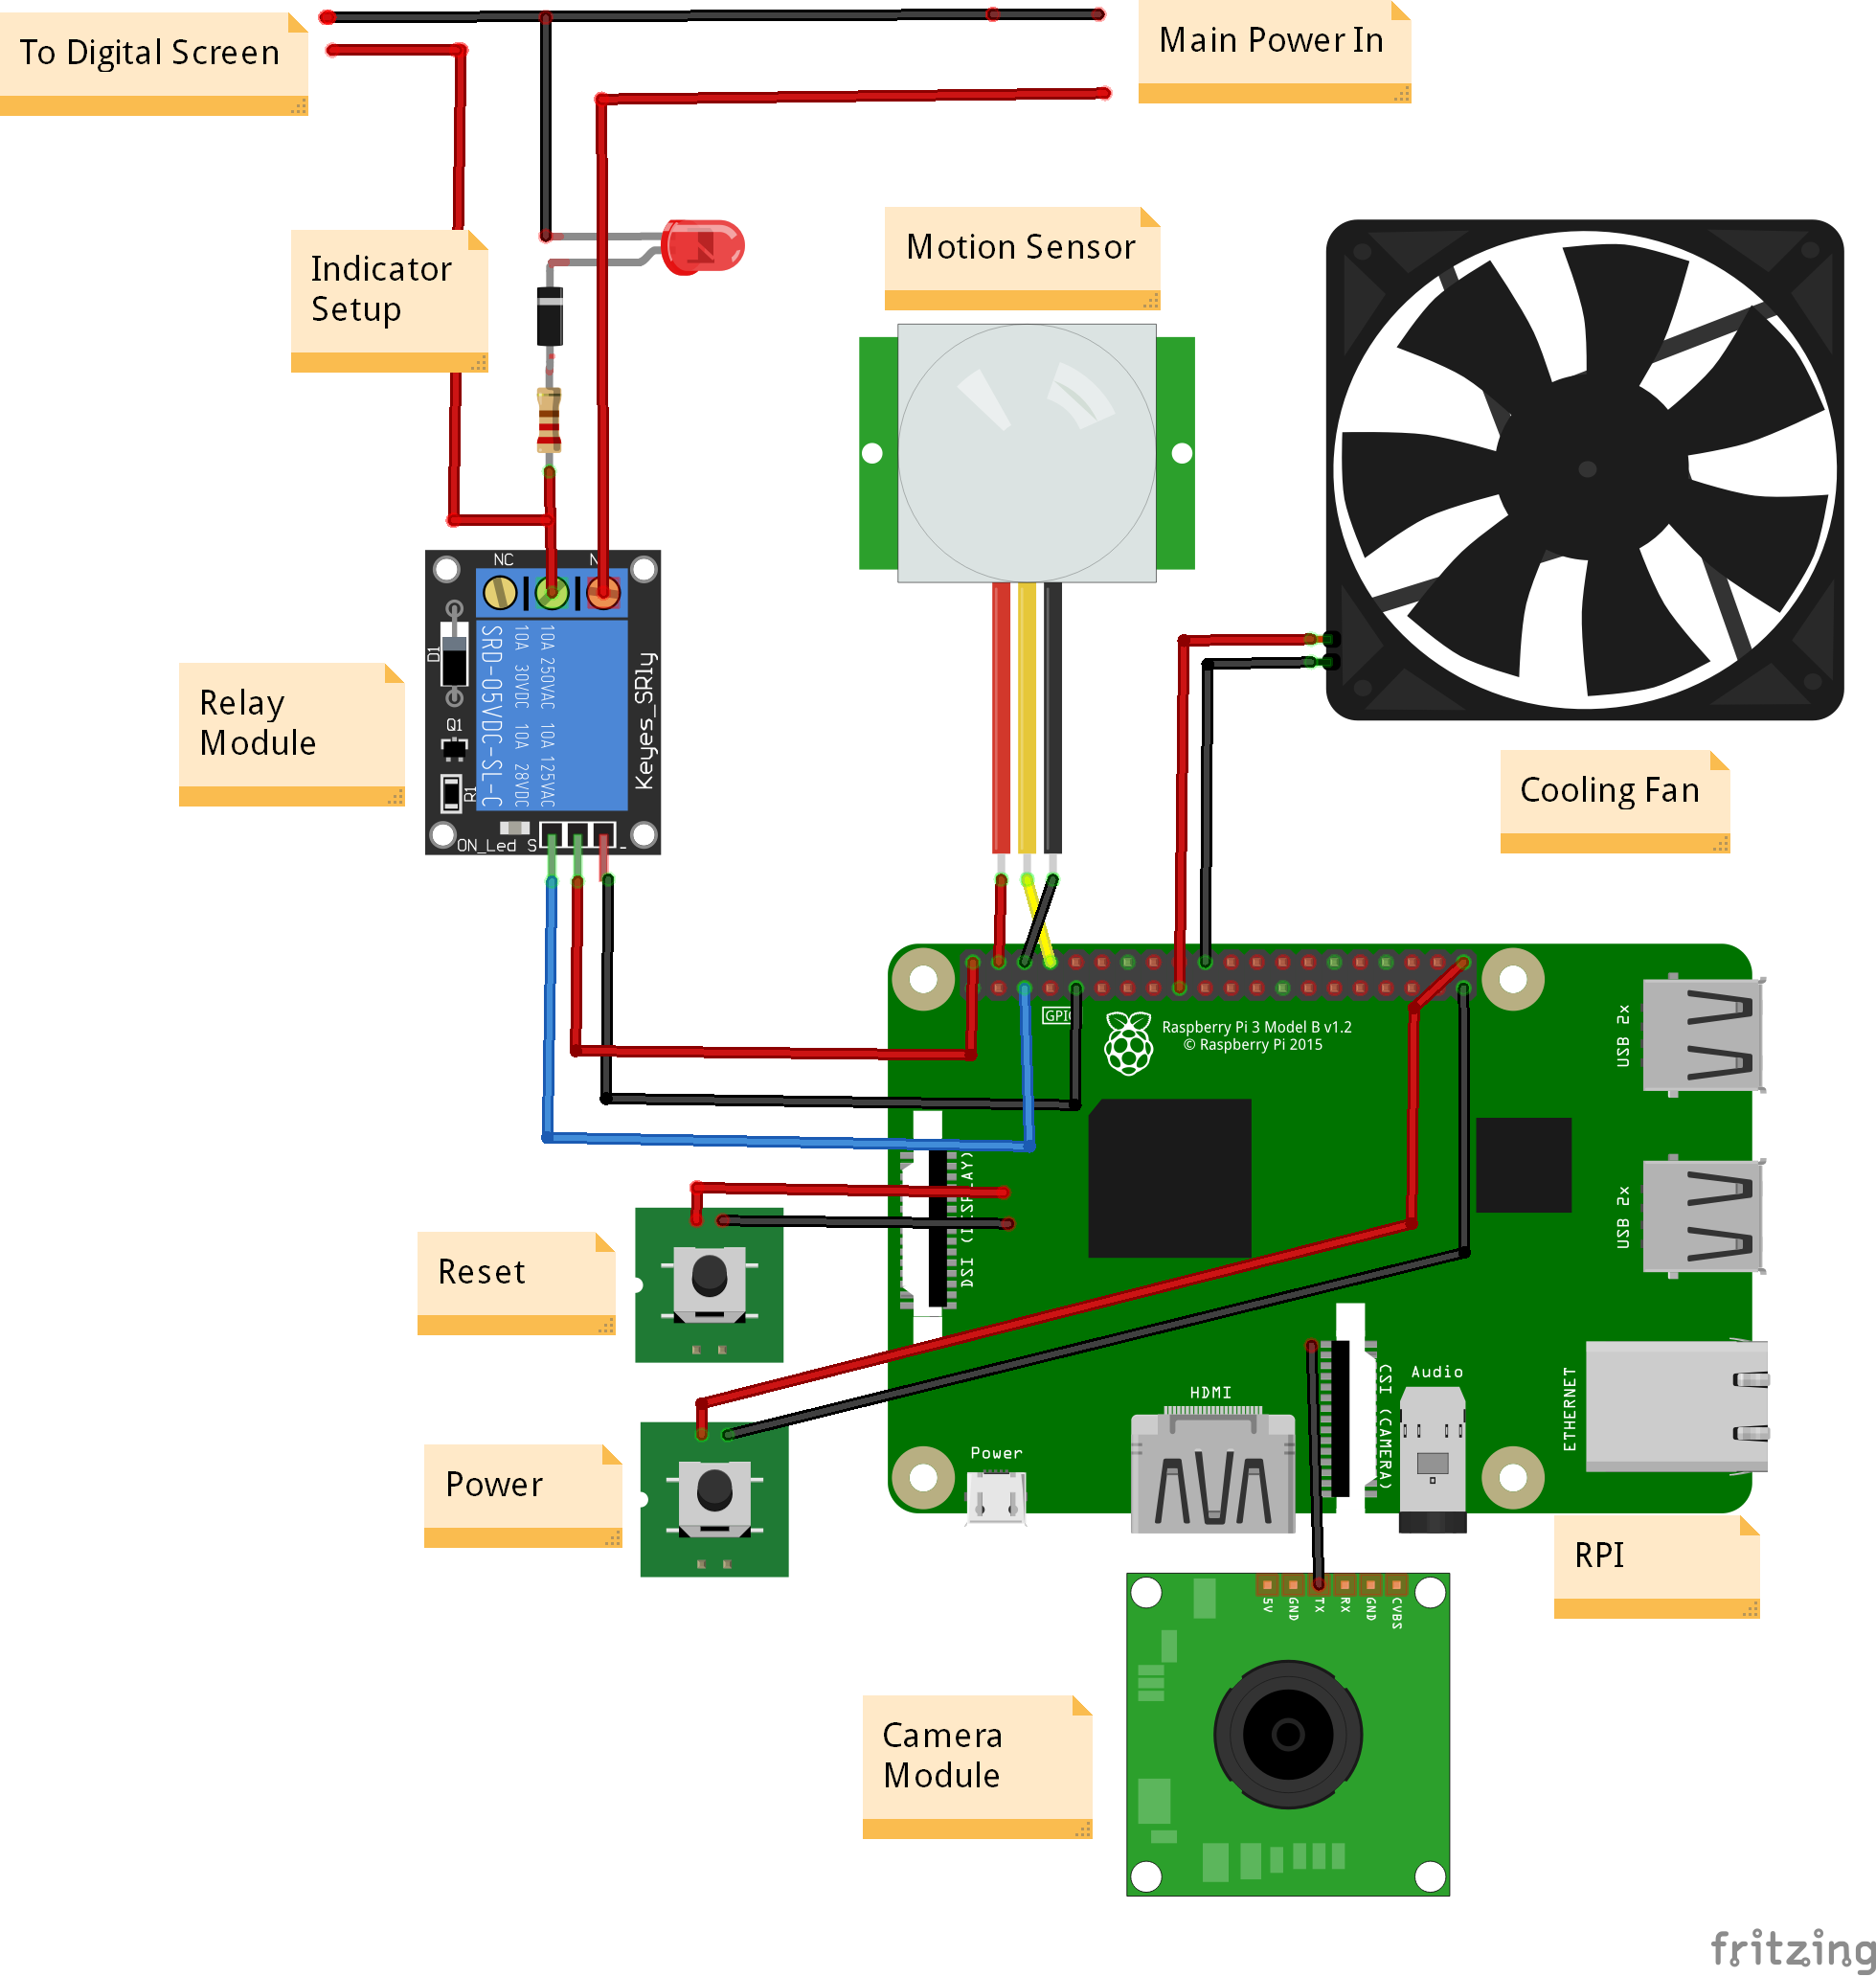 To Digital Screen
Main Power In
Indicator
Setup
Motion Sensor
NC
N
D1
SRD-05VDC-SL-C
10A 30VDC 10A 28VDC
10A 250VAC 10A 125VAC
Keyes_SRly
Q1
R1
ON_Led S
-
Relay
Module
Cooling Fan
GPIO
Raspberry Pi 3 Model B v1.2
© Raspberry Pi 2015
USB 2x
USB 2x
DSI (DISPLAY)
Reset
Power
Power
HDMI
CSI (CAMERA)
Audio
ETHERNET
RPI
5V
GND
TX
RX
GND
CVBS
Camera
Module
fritzing